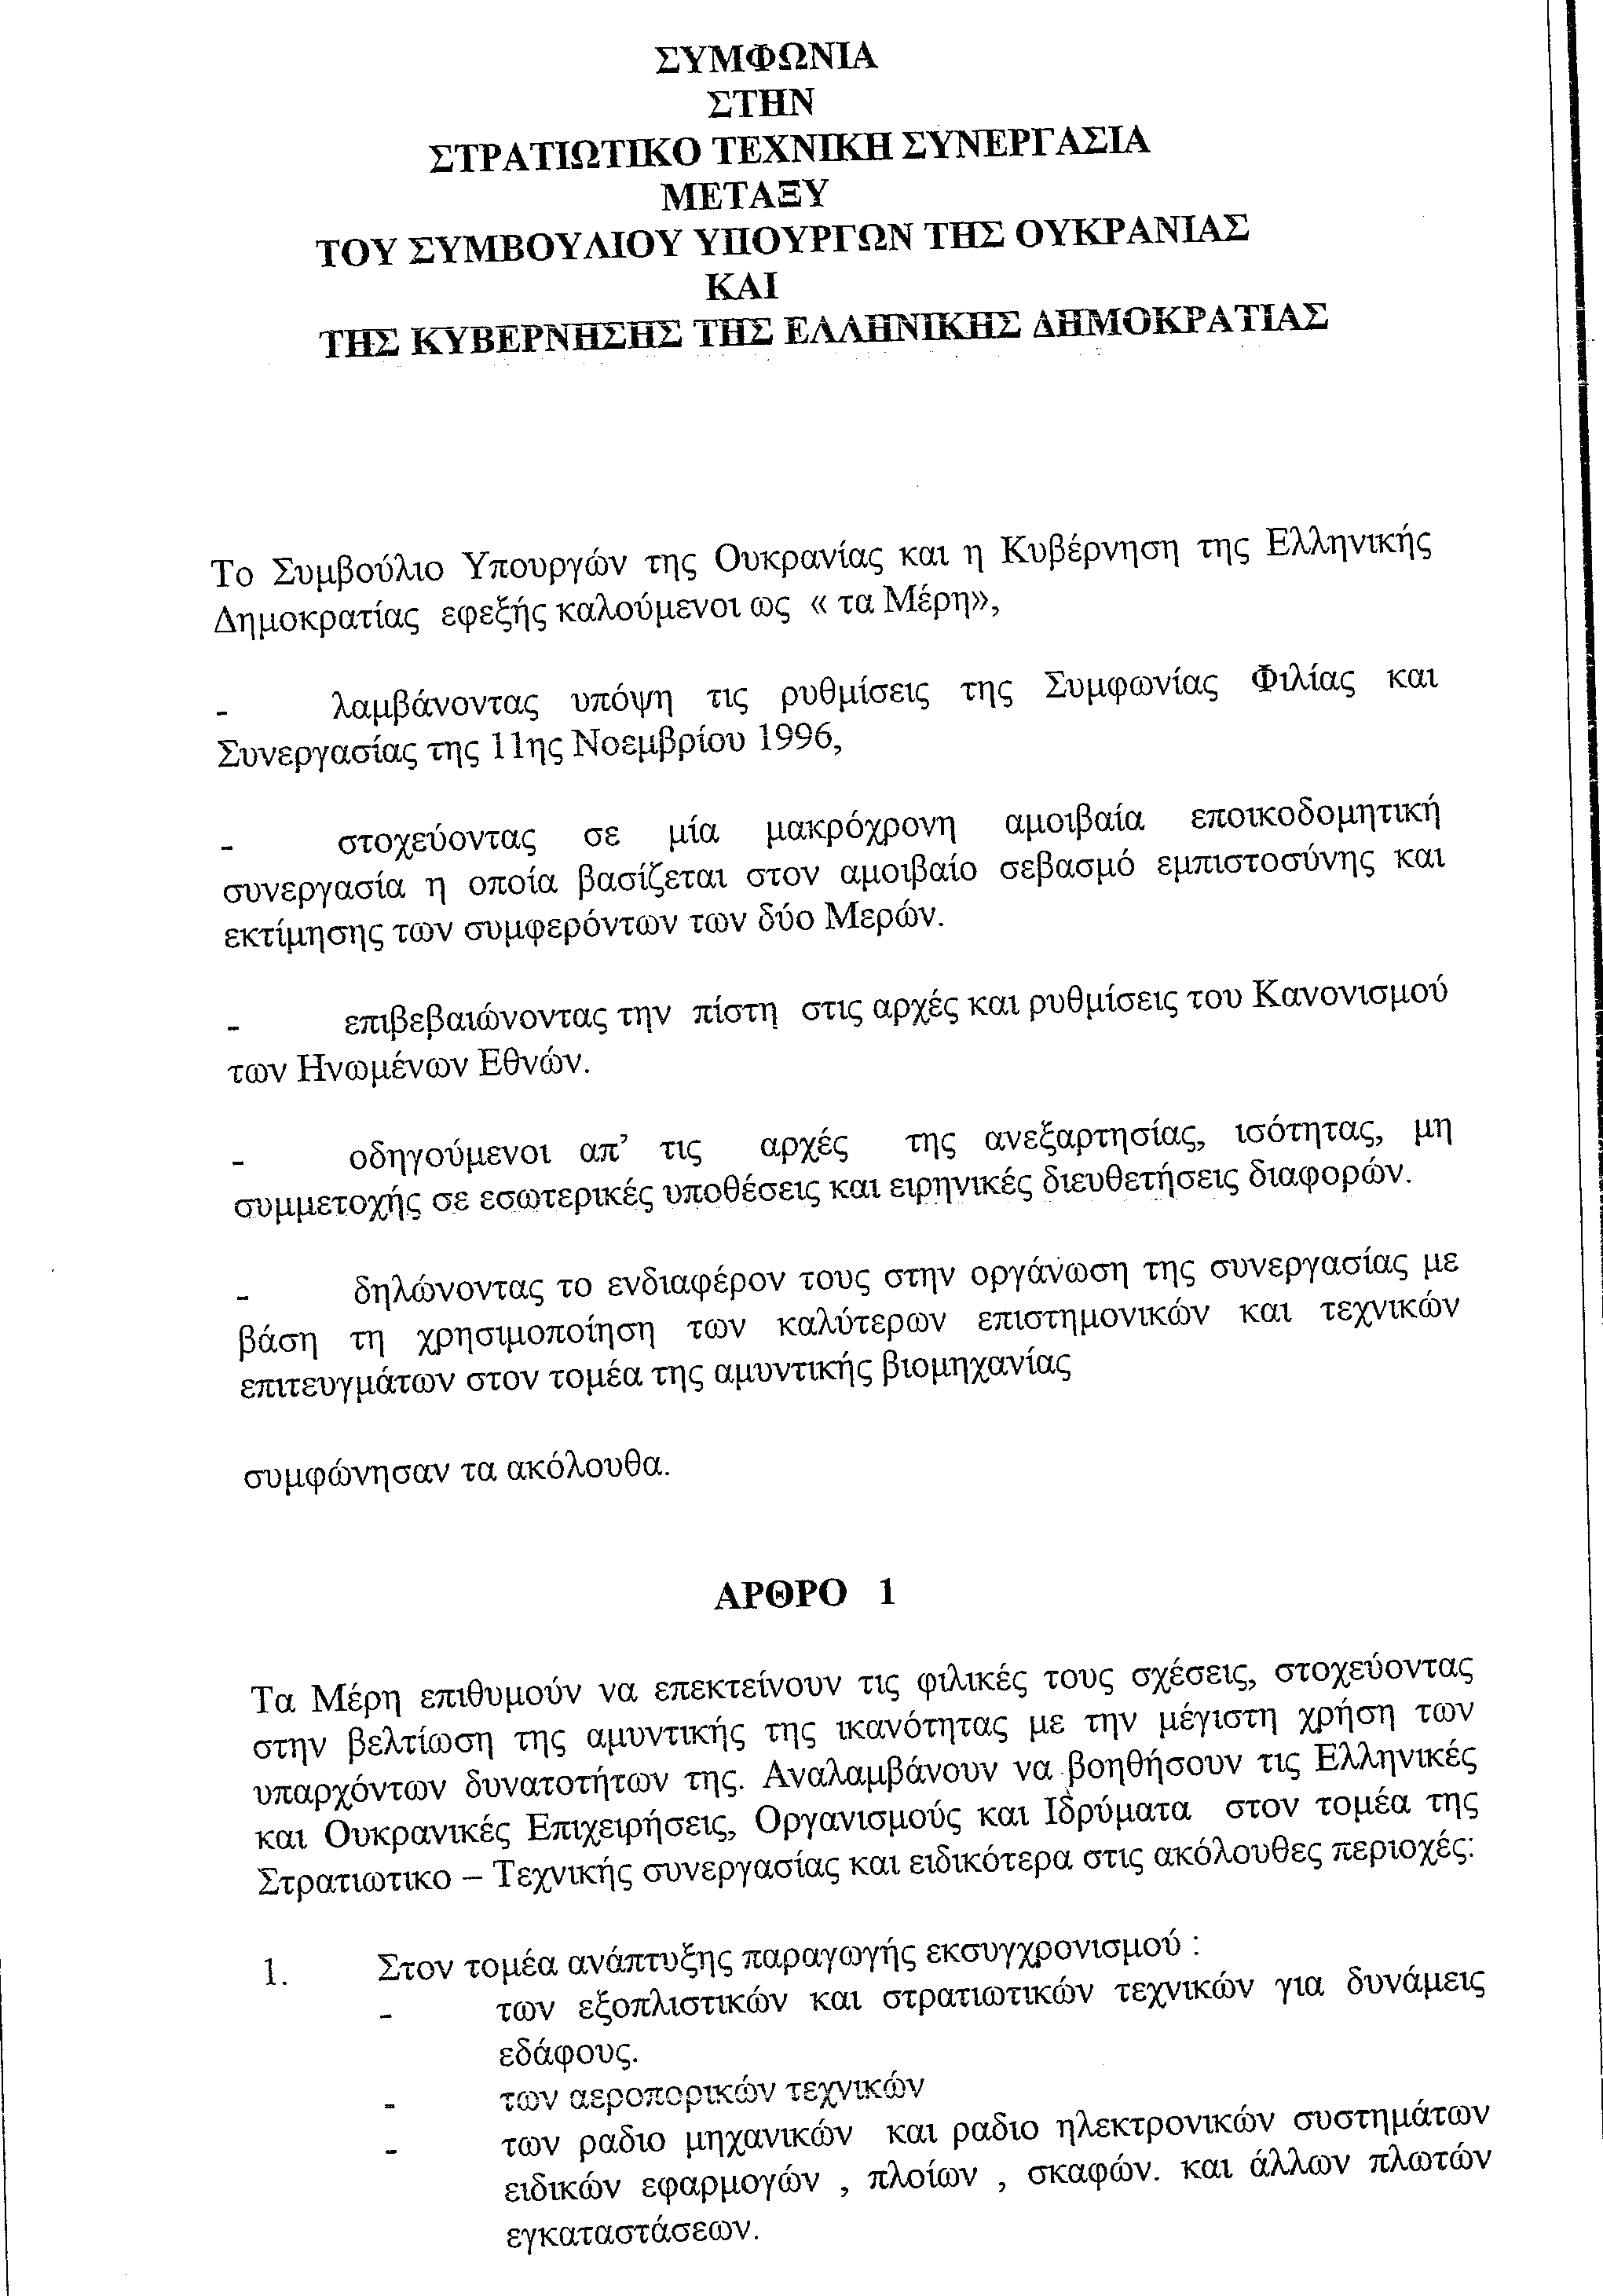 ΣΥΜΦΩΝΙΑ
ΣΤΗΝ
ΣΤΡΑΤΙΩΤΙΚΟ ΤΕΧΝΙΚΗ ΣΥΝΕΡΓΑΣΙΑ
ΜΕΤΑΞΥ
ΤΟΥ ΣΥΜΒΟΥΛΙΟΥ ΥΠΟΥΡΓΩΝ ΤΗΣ ΟΥΚΡΑΝΙΑΣ
ΚΑΙ
ΤΗΣ ΚΥΒΕΡΝΗΣΗΣ ΤΗΣ ΕΛΛΗΝΙΚΗΣ ΔΗΜΟΚΡΑΤΙΑΣ
Το Συμβούλιο Υπουργών της Ουκρανίας και η Κυβέρνηση της Ελληνικής
Δημοκρατίας εφεξής καλούμενοι ως « τα Μέρη»,
- λαμβάνοντας υπόψη τις ρυθμίσεις της Συμφωνίας Φιλίας και
Συνεργασίας της 11ης Νοεμβρίου 1996,
- στοχεύοντας σε μία μακρόχρονη αμοιβαία εποικοδομητική
συνεργασία η οποία βασίζεται στον αμοιβαίο σεβασμό εμπιστοσύνης και
εκτίμησης των συμφερόντων των δύο Μερών.
- επιβεβαιώνοντας την πίστη στις αρχές και ρυθμίσεις του Κανονισμού
των Ηνωμένων Εθνών.
- οδηγούμενοι απ’ τις αρχές της ανεξαρτησίας, ισότητας, μη
συμμετοχής σε εσωτερικές υποθέσεις και ειρηνικές διευθετήσεις διαφορών.
- δηλώνοντας το ενδιαφέρον τους στην οργάνωση της συνεργασίας με
βάση τη χρησιμοποίηση των καλύτερων επιστημονικών και τεχνικών
επιτευγμάτων στον τομέα της αμυντικής βιομηχανίας
συμφώνησαν τα ακόλουθα.
ΑΡΘΡΟ 1
Τα Μέρη επιθυμούν να επεκτείνουν τις φιλικές τους σχέσεις, στοχεύοντας
στην βελτίωση της αμυντικής της ικανότητας με την μέγιστη χρήση των
υπαρχόντων δυνατοτήτων της. Αναλαμβάνουν να βοηθήσουν τις Ελληνικές
και Ουκρανικές Επιχειρήσεις, Οργανισμούς και Ιδρύματα στον τομέα της
Στρατιωτικο – Τεχνικής συνεργασίας και ειδικότερα στις ακόλουθες περιοχές:
1. Στον τομέα ανάπτυξης παραγωγής εκσυγχρονισμού :
- των εξοπλιστικών και στρατιωτικών τεχνικών για δυνάμεις
εδάφους.
- των αεροπορικών τεχνικών
- των ραδιο μηχανικών και ραδιο ηλεκτρονικών συστημάτων
ειδικών εφαρμογών , πλοίων , σκαφών. και άλλων πλωτών
εγκαταστάσεων.